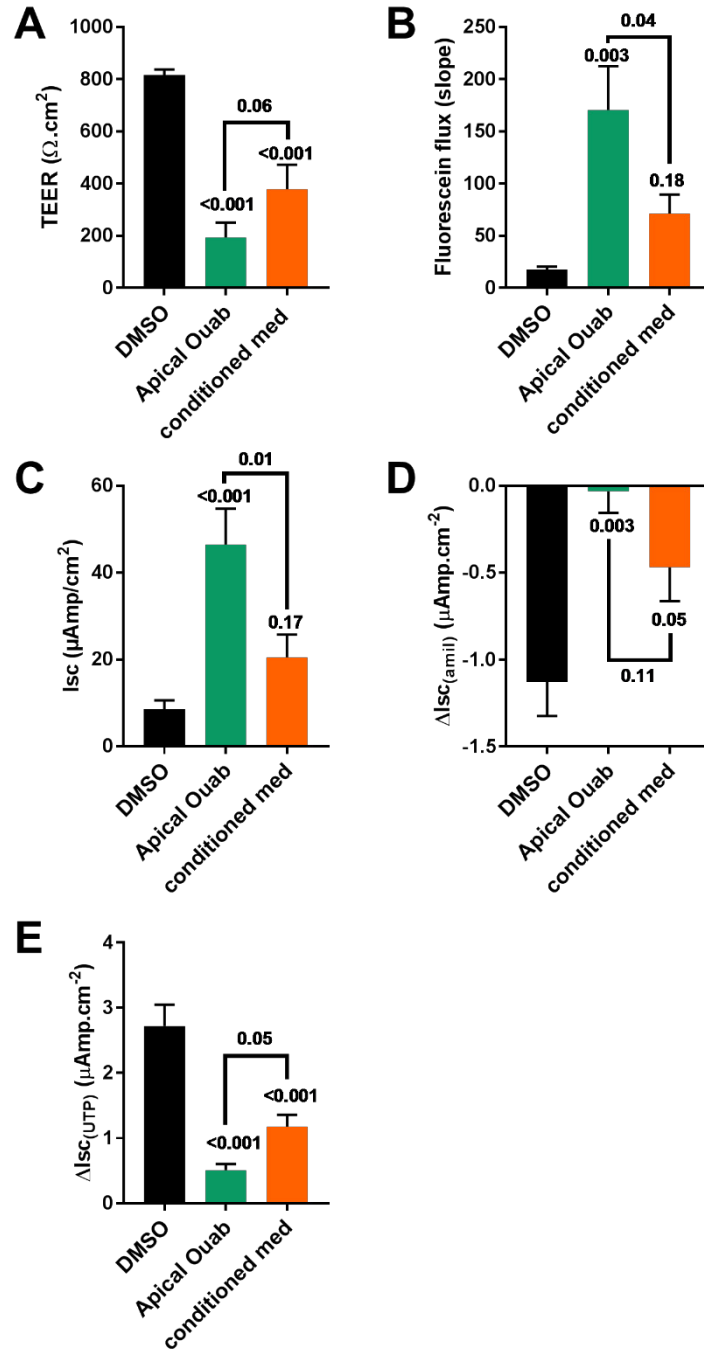 A
TEER (Ω.cm²)
1000
800
600
400
200
0
0.06
<0.001
<0.001
DMSO
Apical Ouab
conditioned med
B
Fluorescein flux (slope)
250
200
150
100
50
0
0.04
0.003
0.18
DMSO
Apical Ouab
conditioned med
C
Isc (µAmp/cm²)
60
40
20
0
0.01
<0.001
0.17
DMSO
Apical Ouab
conditioned med
D
ΔIsc(amil) (µAmp.cm-2)
0.0
-0.5
-1.0
-1.5
0.003
0.05
0.11
DMSO
Apical Ouab
conditioned med
E
ΔIsc(UTP) (µAmp.cm-2)
4
3
2
1
0
0.05
<0.001
<0.001
DMSO
Apical Ouab
conditioned med